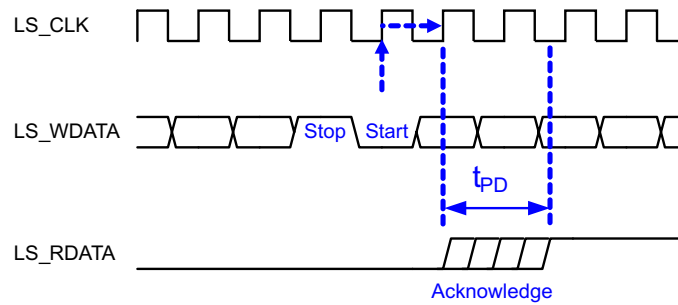 LS_CLK
LS_WDATA
Stop
Start
tPD
LS_RDATA
Acknowledge